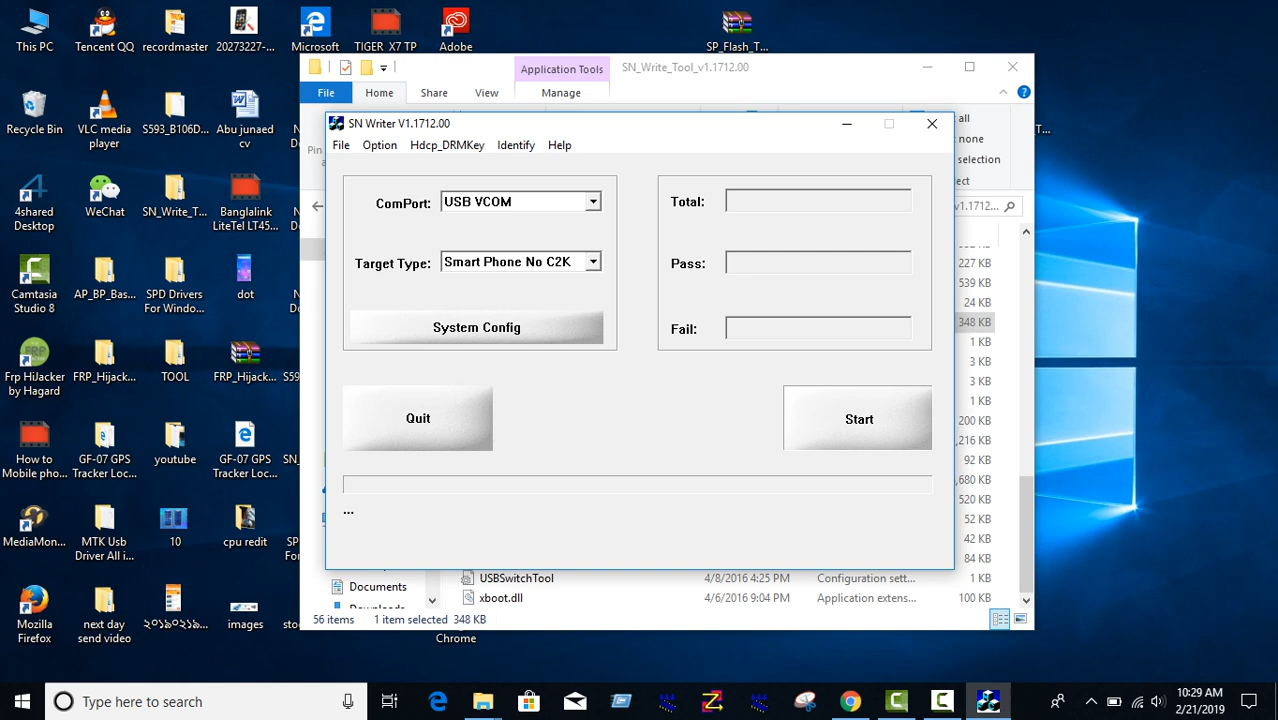 This PC
Tencent QQ
recordmaster
20273227-...
Microsoft
TIGER X7 TP
Adobe
SP_Flash_T...
Recycle Bin
VLC media
player
S593_B106D...
Abu junaed
cv
4shared
Desktop
WeChat
SN_Write_T...
Banglalink
LiteTel LT45...
Camtasia
Studio 8
AP_BP_Bas...
SPD Drivers
For Windo...
dot
Frp HiJacker
by Hagard
FRP_Hijack...
TOOL
FRP_Hijack...
How to
Mobile pho...
GF-07 GPS
Tracker Loc...
youtube
GF-07 GPS
Tracker Loc...
MediaMon...
MTK Usb
Driver All i...
10
cpu redit
Mozilla
Firefox
next day
send video
২০১৯০২১৯...
images
Chrome
Application Tools
SN_Write_Tool_v1.1712.00
File
Home
Share
View
Manage
SN Writer V1.1712.00
File
Option
Hdcp_DRMKey
Identify
Help
ComPort:
USB VCOM
Target Type:
Smart Phone No C2K
System Config
Total:
Pass:
Fail:
Quit
Start
...
all
none
selection
v1.1712...
227 KB
539 KB
24 KB
348 KB
1 KB
3 KB
3 KB
1 KB
200 KB
,216 KB
92 KB
,680 KB
520 KB
52 KB
42 KB
84 KB
Documents
USBSwitchTool
4/8/2016 4:25 PM
Configuration sett...
1 KB
xboot.dll
4/6/2016 9:04 PM
Application extens...
100 KB
56 items
1 item selected
348 KB
Type here to search
10:29 AM
2/21/2019